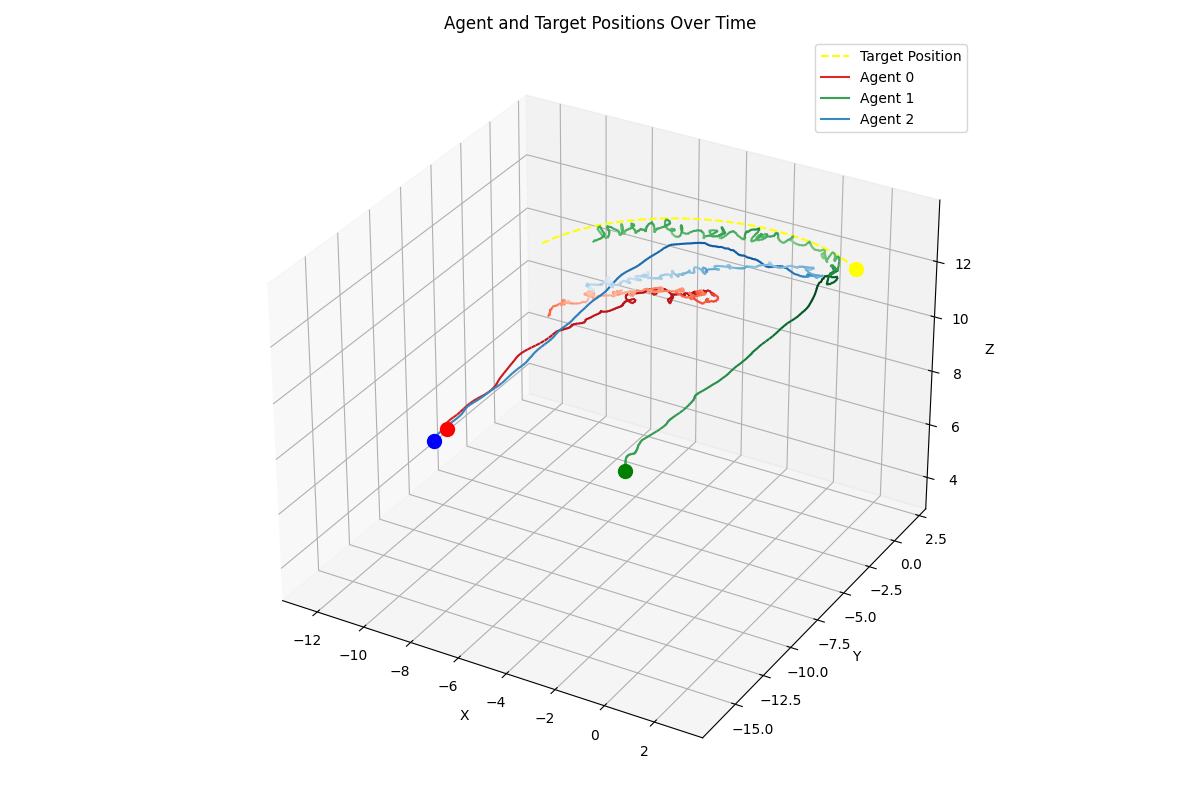 Agent and Target Positions Over Time
Target Position
Agent 0
Agent 1
Agent 2
12
10
Z
8
6
4
2.5
0.0
−2.5
−5.0
−7.5
Y
−10.0
−12.5
−15.0
−12
−10
−8
−6
−4
X
−2
0
2